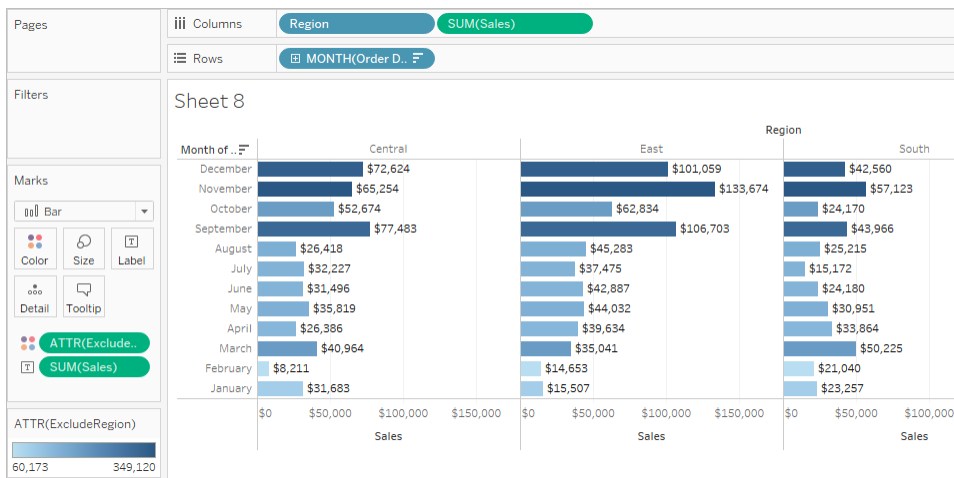 Pages
Columns Region SUM(Sales)
Rows MONTH(Order D..
Filters
Sheet 8
Region
Month of .. Central East South
December $72,624 $101,059 $42,560
November $65,254 $133,674 $57,123
October $52,674 $62,834 $24,170
September $77,483 $106,703 $43,966
August $26,418 $45,283 $25,215
July $32,227 $37,475 $15,172
June $31,496 $42,887 $24,180
May $35,819 $44,032 $30,951
April $26,386 $39,634 $33,864
March $40,964 $35,041 $50,225
February $8,211 $14,653 $21,040
January $31,683 $15,507 $23,257
$0 $50,000 $100,000 $150,000 $0 $50,000 $100,000 $150,000 $0 $50,000 $100,000
Sales Sales Sales
Marks
Bar
Color Size Label
T
Detail Tooltip
ATTR(Exclude..
T SUM(Sales)
ATTR(ExcludeRegion)
60,173 349,120